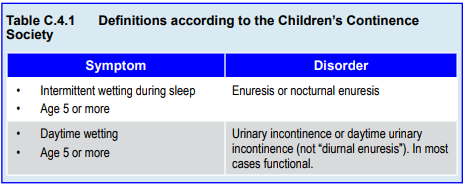 Table C.4.1 Definitions according to the Children’s Continence
Society
Symptom Disorder
• Intermittent wetting during sleep Enuresis or nocturnal enuresis
• Age 5 or more
• Daytime wetting Urinary incontinence or daytime urinary
• Age 5 or more incontinence (not “diurnal enuresis”). In most
cases functional.